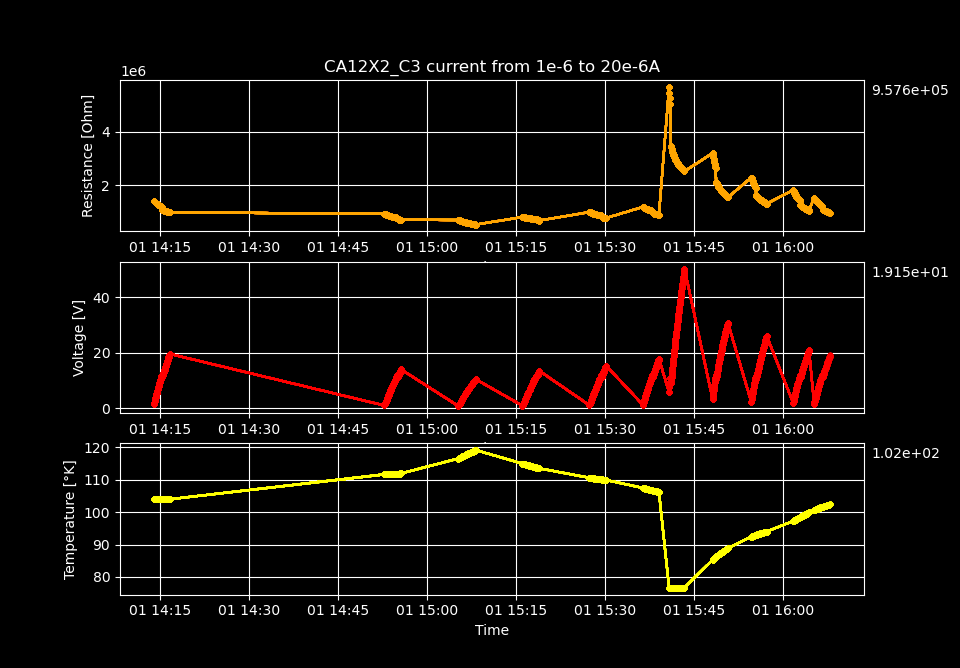 CA12X2_C3 current from 1e-6 to 20e-6A
1e6
9.576e+05
Resistance [Ohm]
4
2
01 14:15 01 14:30 01 14:45 01 15:00 01 15:15 01 15:30 01 15:45 01 16:00
1.915e+01
Voltage [V]
40
20
0
01 14:15 01 14:30 01 14:45 01 15:00 01 15:15 01 15:30 01 15:45 01 16:00
1.02e+02
Temperature [°K]
120
110
100
90
80
01 14:15 01 14:30 01 14:45 01 15:00 01 15:15 01 15:30 01 15:45 01 16:00
Time